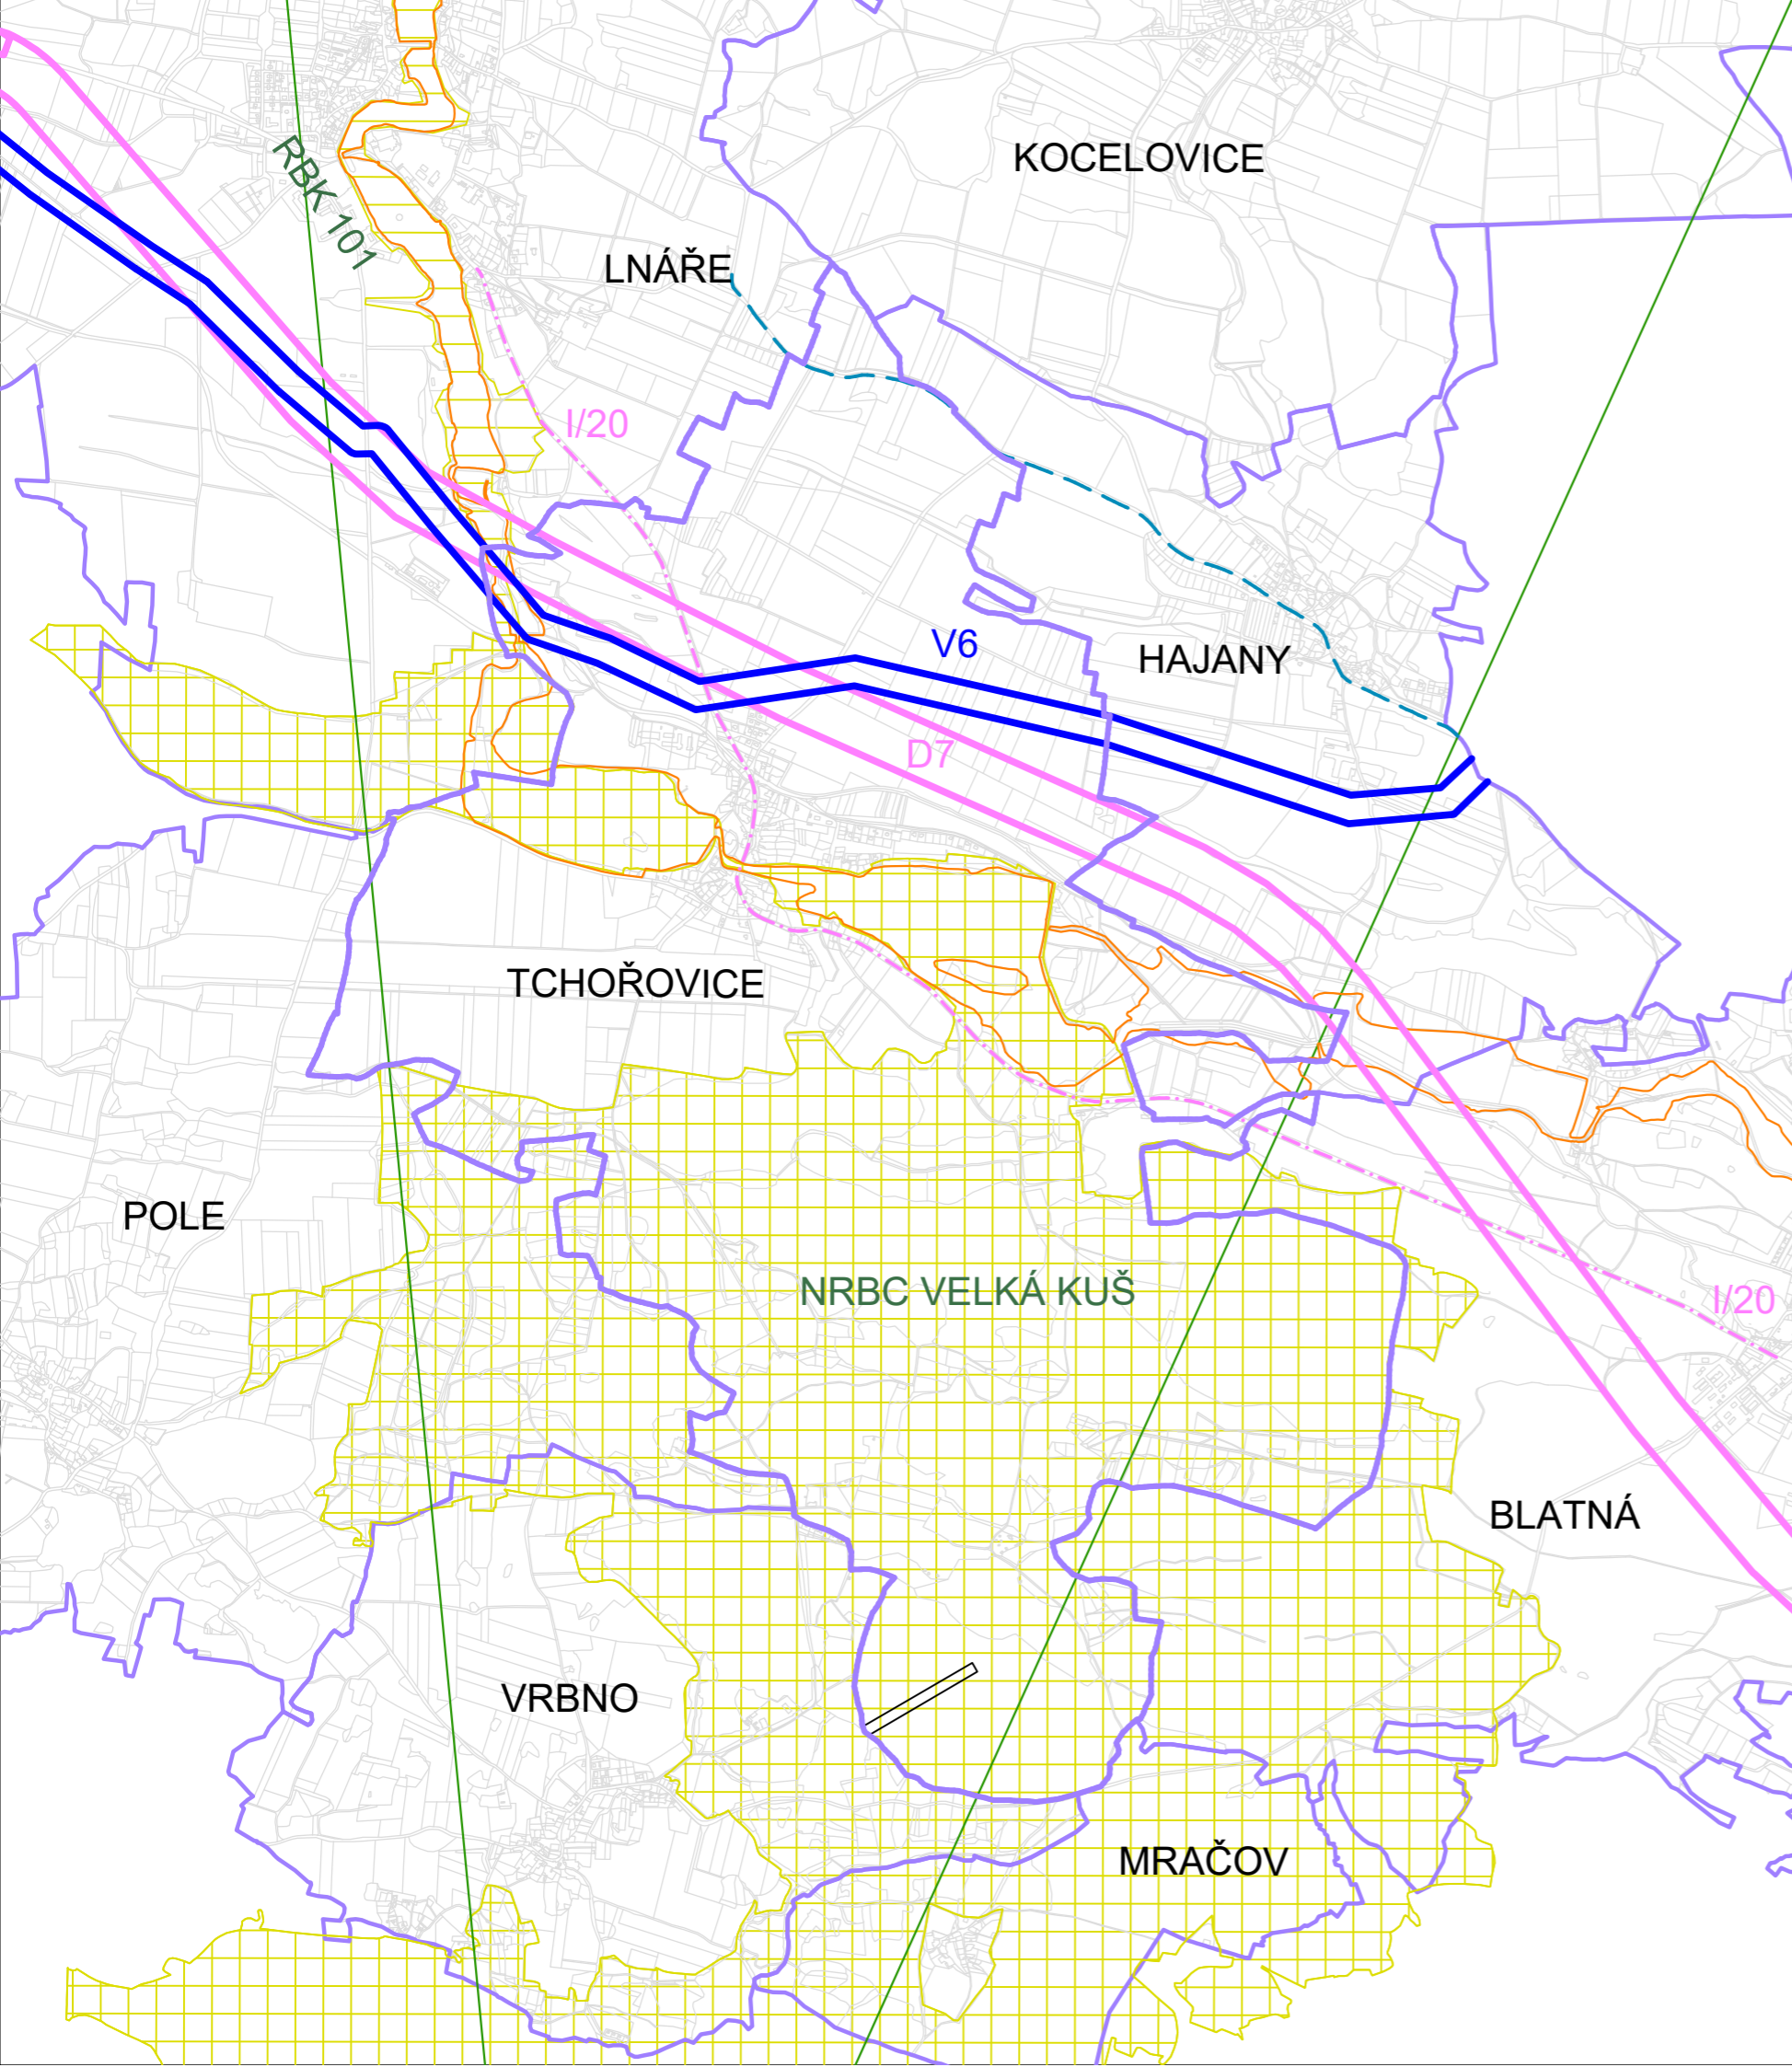 KOCELOVICE
RBK 101
LNÁŘE
I/20
V6
HAJANY
D7
TCHOŘOVICE
POLE
NRBC VELKÁ KUŠ
I/20
BLATNÁ
VRBNO
MRAČOV